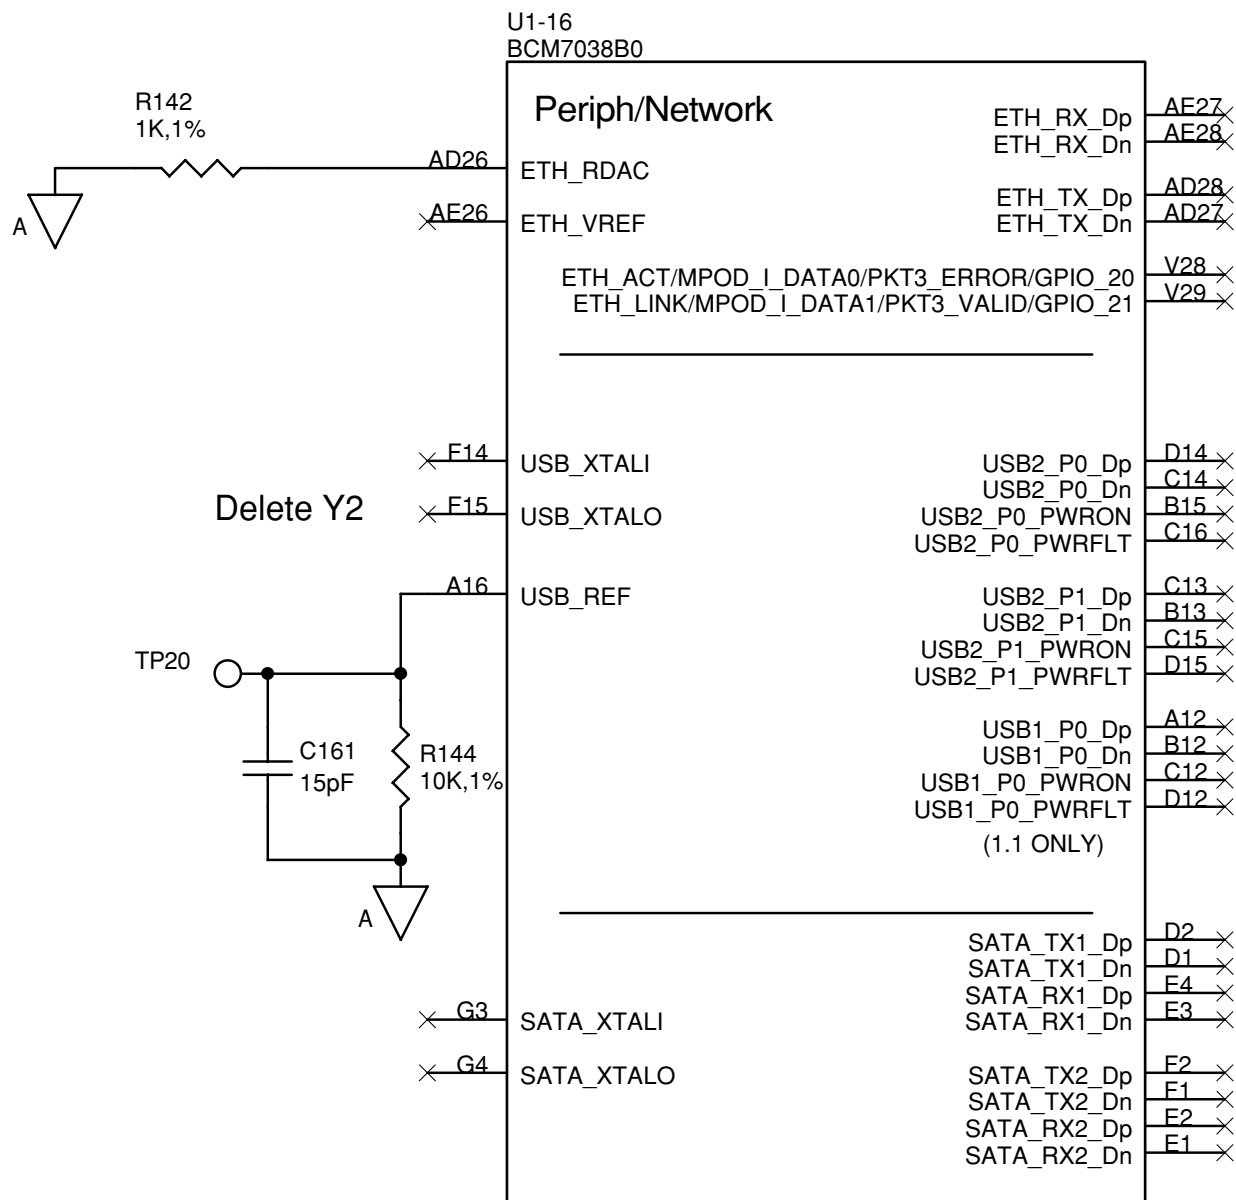 U1-16
BCM7038B0
Periph/Network
R142
1K,1%
A
AD26
ETH_RDAC
AE26
ETH_VREF
ETH_RX_Dp
AE27
ETH_RX_Dn
AE28
ETH_TX_Dp
AD28
ETH_TX_Dn
AD27
ETH_ACT/MPOD_I_DATA0/PKT3_ERROR/GPIO_20
V28
ETH_LINK/MPOD_I_DATA1/PKT3_VALID/GPIO_21
V29
F14
USB_XTALI
Delete Y2
F15
USB_XTALO
A16
USB_REF
TP20
C161
15pF
R144
10K,1%
A
USB2_P0_Dp
D14
USB2_P0_Dn
C14
USB2_P0_PWRON
B15
USB2_P0_PWRFLT
C16
USB2_P1_Dp
C13
USB2_P1_Dn
B13
USB2_P1_PWRON
C15
USB2_P1_PWRFLT
D15
USB1_P0_Dp
A12
USB1_P0_Dn
B12
USB1_P0_PWRON
C12
USB1_P0_PWRFLT
D12
(1.1 ONLY)
G3
SATA_XTALI
G4
SATA_XTALO
SATA_TX1_Dp
D2
SATA_TX1_Dn
D1
SATA_RX1_Dp
E4
SATA_RX1_Dn
E3
SATA_TX2_Dp
F2
SATA_TX2_Dn
F1
SATA_RX2_Dp
E2
SATA_RX2_Dn
E1